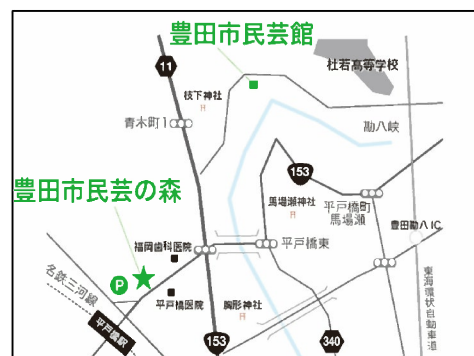 豊田市民芸館
杜若高等学校
11
枝下神社
青木町1
勘八峡
153
豊田市民芸の森
馬場瀬神社
平戸橋町
馬場瀬
豊田勘八IC
福岡歯科医院
平戸橋東
P
名鉄三河線
平戸橋医院
胸形神社
東海環状自動車道
平戸橋駅
153
340